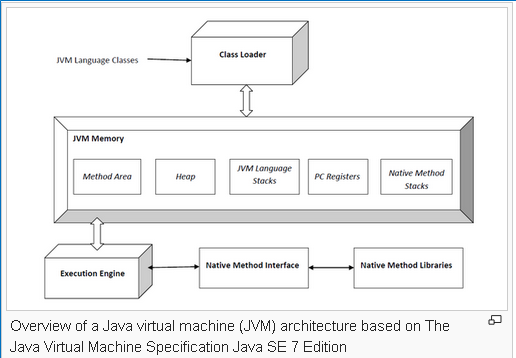 Class Loader
JVM Language Classes
JVM Memory
Method Area
Heap
JVM Language
Stacks
PC Registers
Native Method
Stacks
Execution Engine
Native Method Interface
Native Method Libraries
Overview of a Java virtual machine (JVM) architecture based on The
Java Virtual Machine Specification Java SE 7 Edition